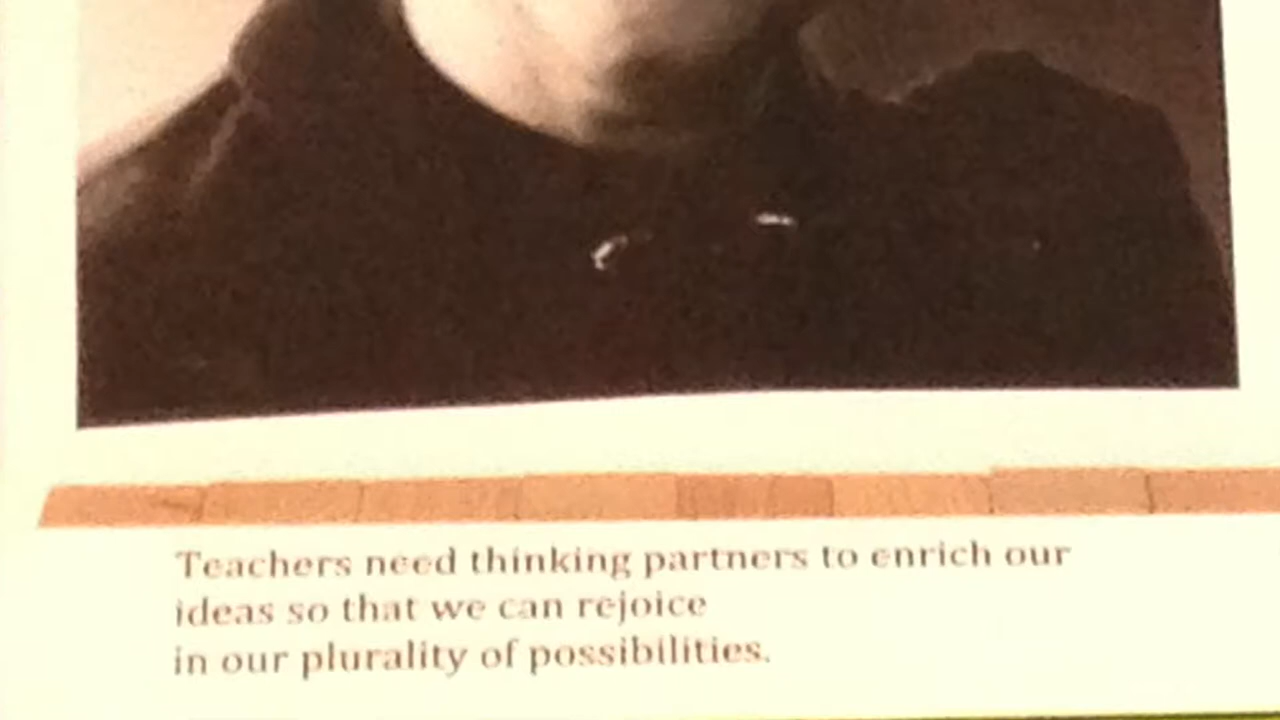 Teachers need thinking partners to enrich our
ideas so that we can rejoice
in our plurality of possibilities.